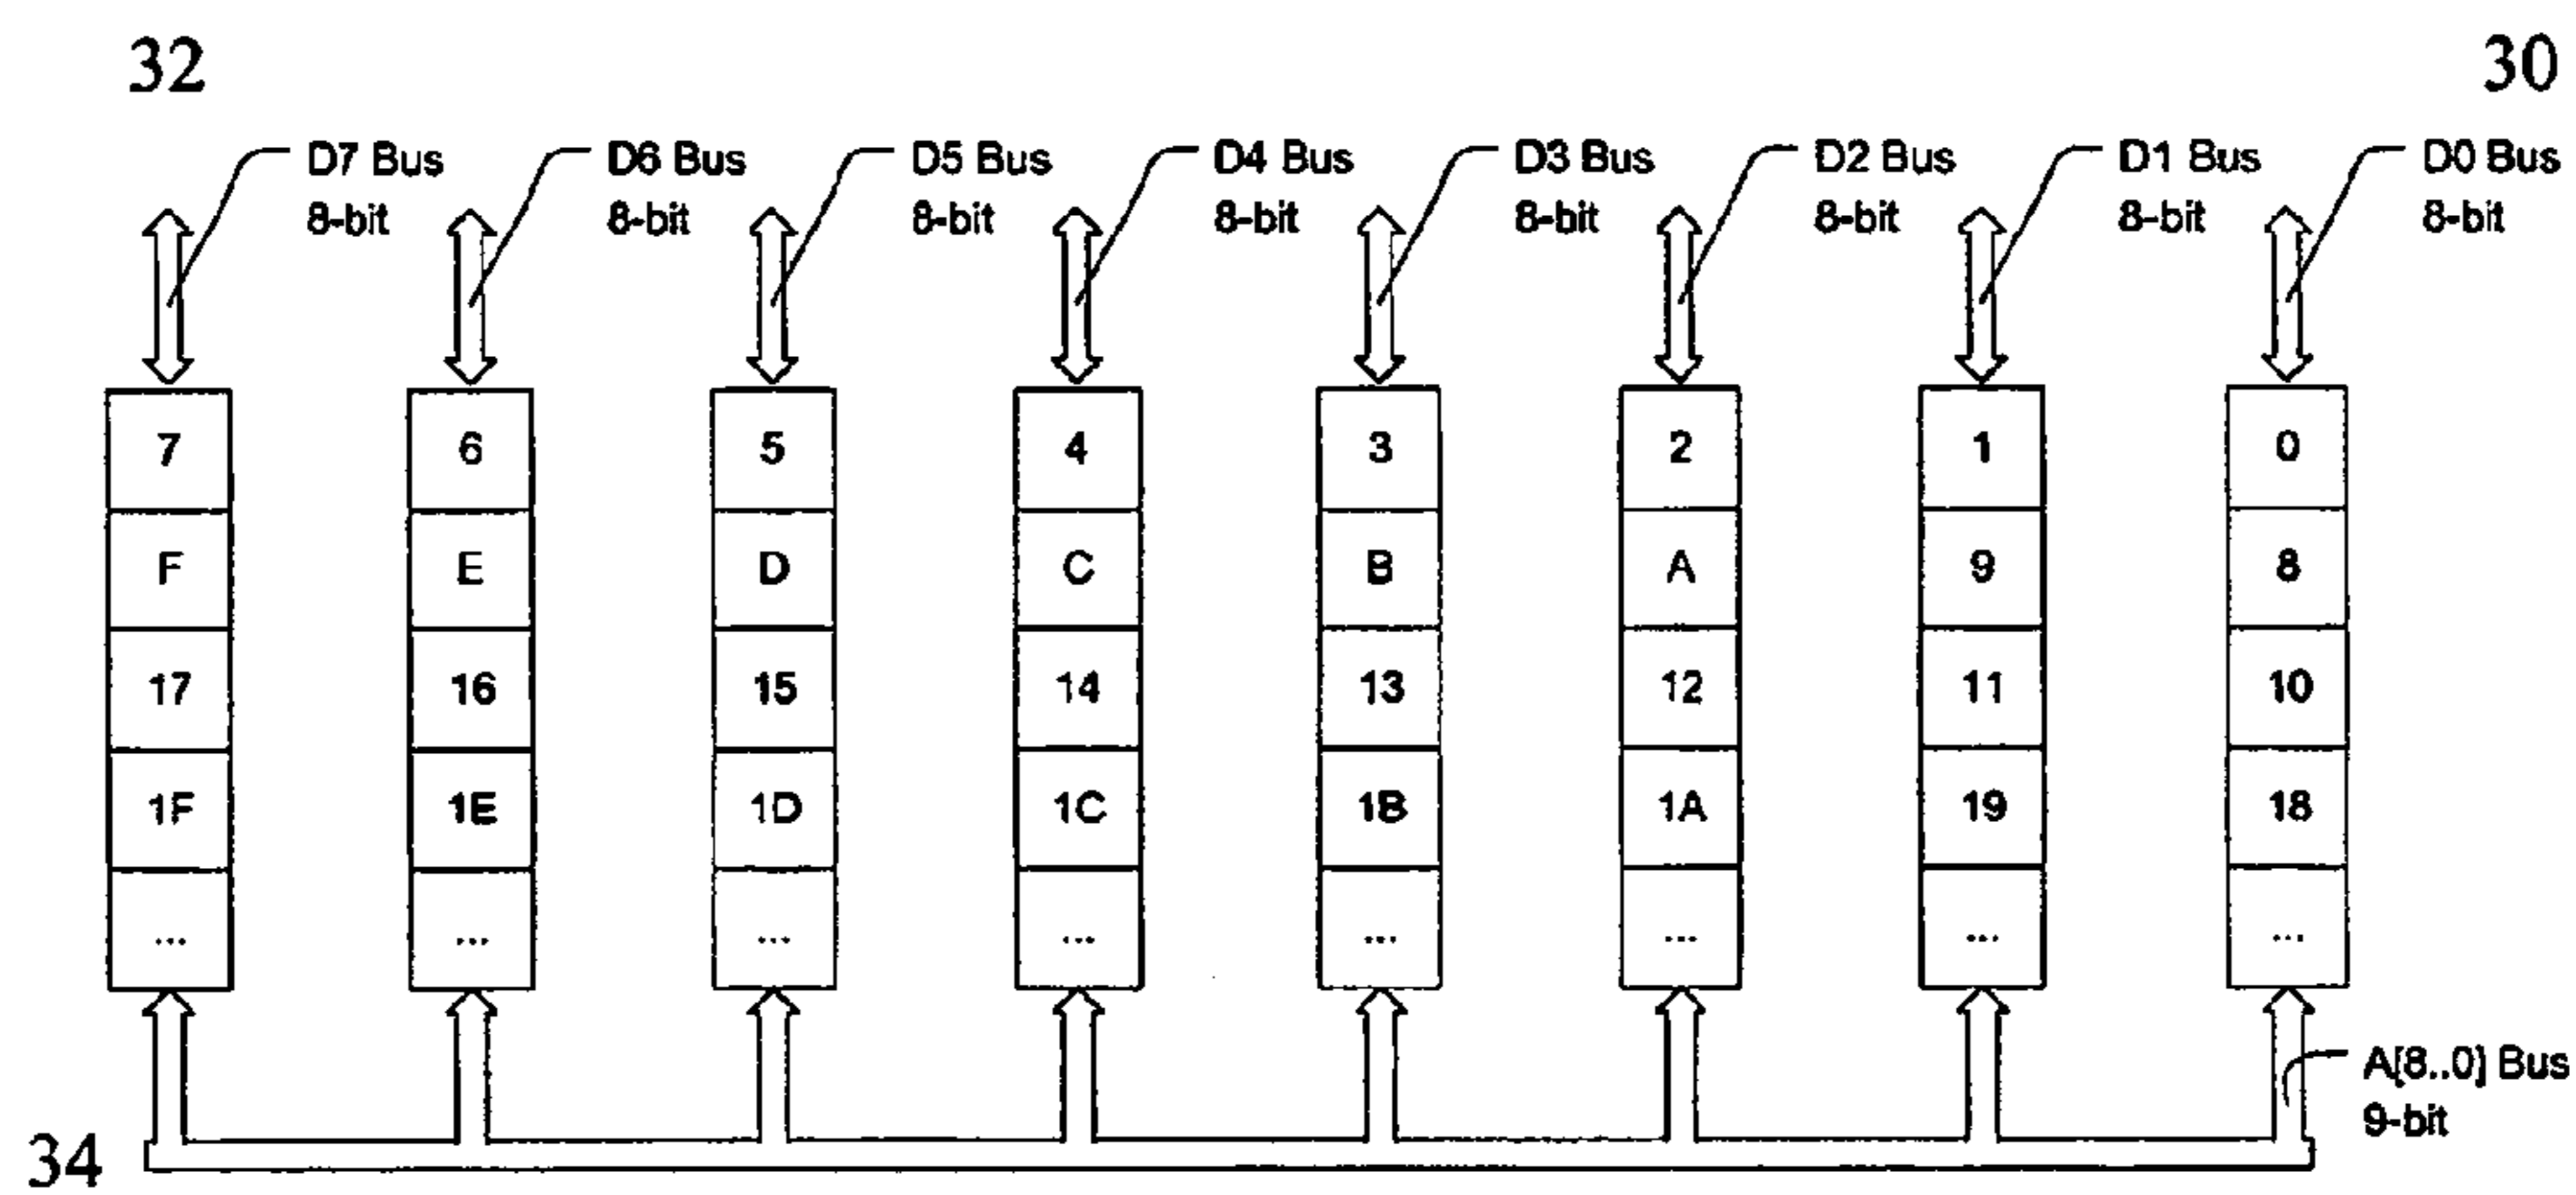 32 30
D7 Bus D6 Bus D5 Bus D4 Bus D3 Bus D2 Bus D1 Bus D0 Bus
8-bit 8-bit 8-bit 8-bit 8-bit 8-bit 8-bit 8-bit
7 6 5 4 3 2 1 0
F E D C B A 9 8
17 16 15 14 13 12 11 10
1F 1E 1D 1C 1B 1A 19 18
... ... ... ... ... ... ... ...
A[8..0] Bus
9-bit
34